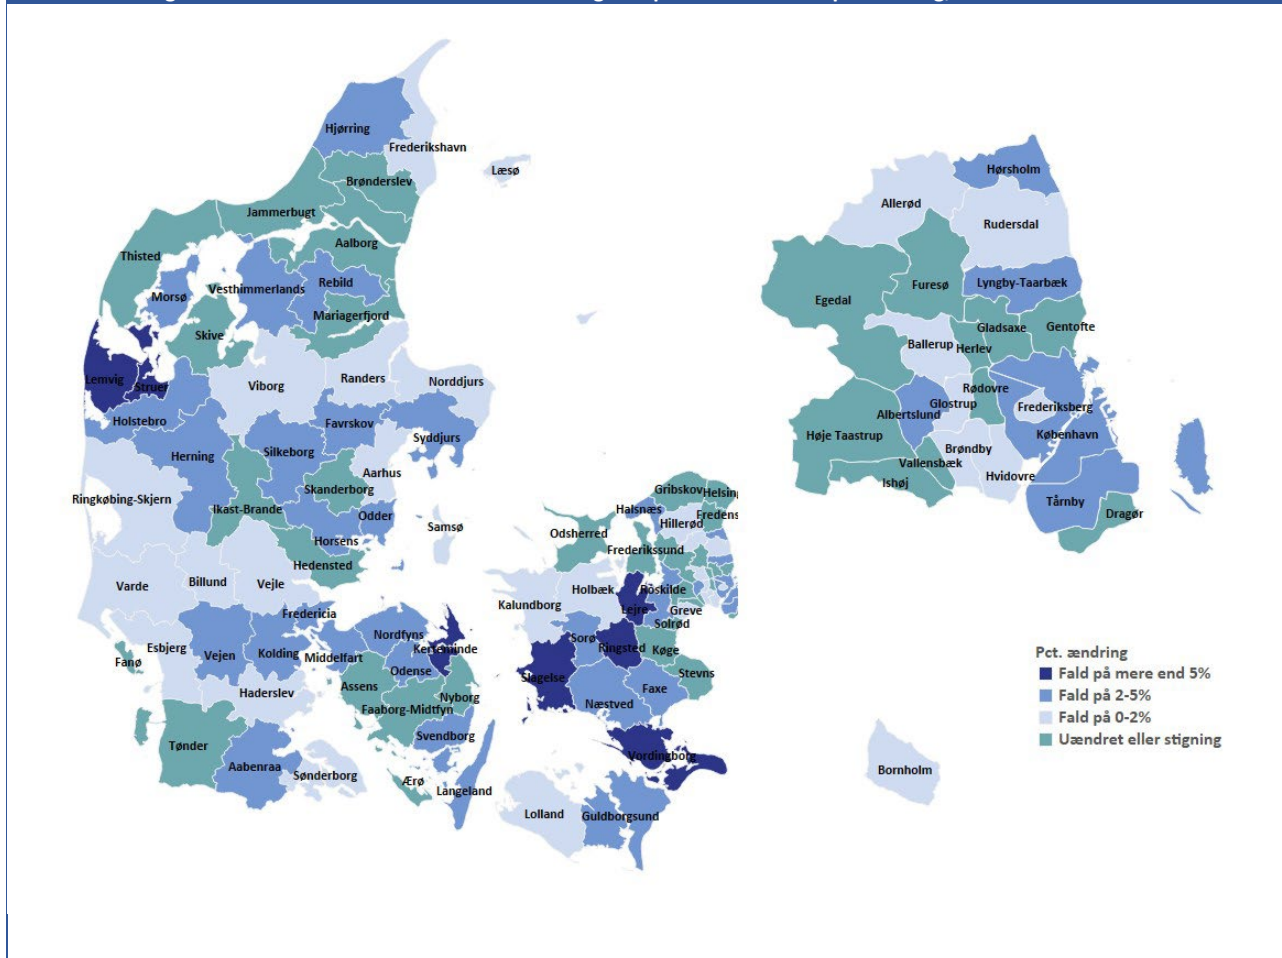 Hjørring
Frederikshavn
Læsø
Brønderslev
Jammerbugt
Aalborg
Thisted
Rebild
Vesthimmerlands
Morsø
Mariagerfjord
Skive
Lemvig
Struer
Viborg
Randers
Norddjurs
Holstebro
Favrskov
Syddjurs
Silkeborg
Herning
Aarhus
Skanderborg
Ringkøbing-Skjern
Ikast-Brande
Odder
Samsø
Horsens
Hedensted
Varde
Billund
Vejle
Fredericia
Esbjerg
Vejen
Kolding
Middelfart
Nordfyns
Kerteminde
Odense
Fanø
Haderslev
Assens
Nyborg
Faaborg-Midtfyn
Svendborg
Tønder
Aabenraa
Sønderborg
Ærø
Langeland
Gribskov
Helsing
Halsnæs
Hillerød
Fredens
Odsherred
Frederikssund
Holbæk
Roskilde
Kalundborg
Lejre
Greve
Solrød
Sorø
Ringsted
Køge
Slagelse
Stevns
Faxe
Næstved
Vordingborg
Lolland
Guldborgsund
Hørsholm
Allerød
Rudersdal
Egedal
Furesø
Lyngby-Taarbæk
Gladsaxe
Gentofte
Ballerup
Herlev
Rødovre
Glostrup
Frederiksberg
Albertslund
Høje Taastrup
København
Brøndby
Vallensbæk
Hvidovre
Ishøj
Tårnby
Dragør
Bornholm
Pct. ændring
Fald på mere end 5%
Fald på 2-5%
Fald på 0-2%
Uændret eller stigning